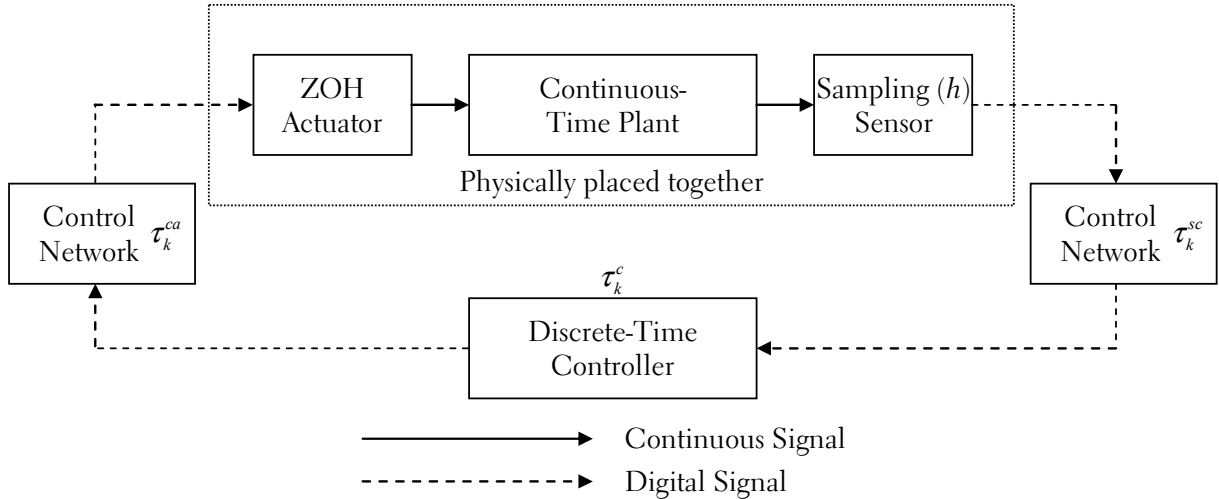 ZOH
Actuator
Continuous-
Time Plant
Sampling (h)
Sensor
Physically placed together
Control
Network τ_k^{ca}
Control
Network τ_k^{sc}
τ_k^c
Discrete-Time
Controller
Continuous Signal
Digital Signal